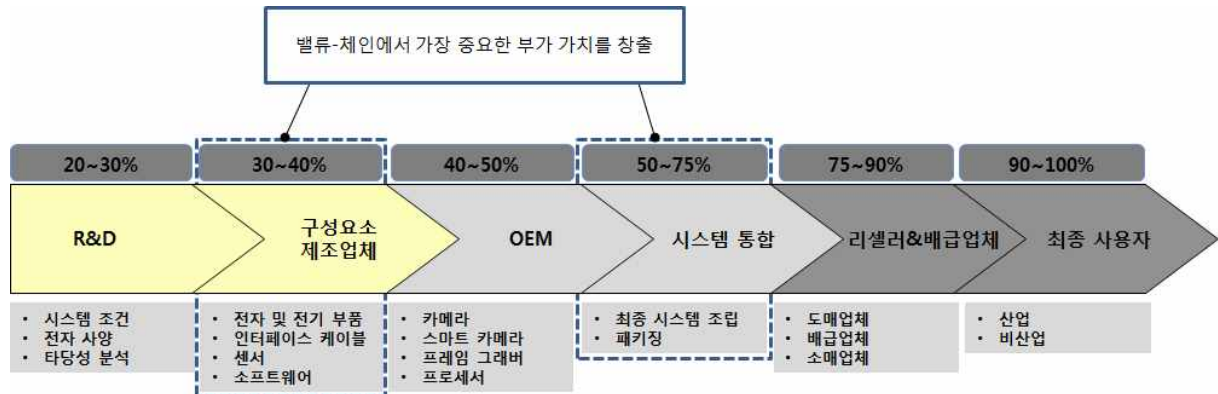 밸류-체인에서 가장 중요한 부가 가치를 창출
20~30%
30~40%
40~50%
50~75%
75~90%
90~100%
R&D
구성요소
제조업체
OEM
시스템 통합
리셀러&배급업체
최종 사용자
• 시스템 조건
• 전자 사양
• 타당성 분석
• 전자 및 전기 부품
• 인터페이스 케이블
• 센서
• 소프트웨어
• 카메라
• 스마트 카메라
• 프레임 그래버
• 프로세서
• 최종 시스템 조립
• 패키징
• 도매업체
• 배급업체
• 소매업체
• 산업
• 비산업